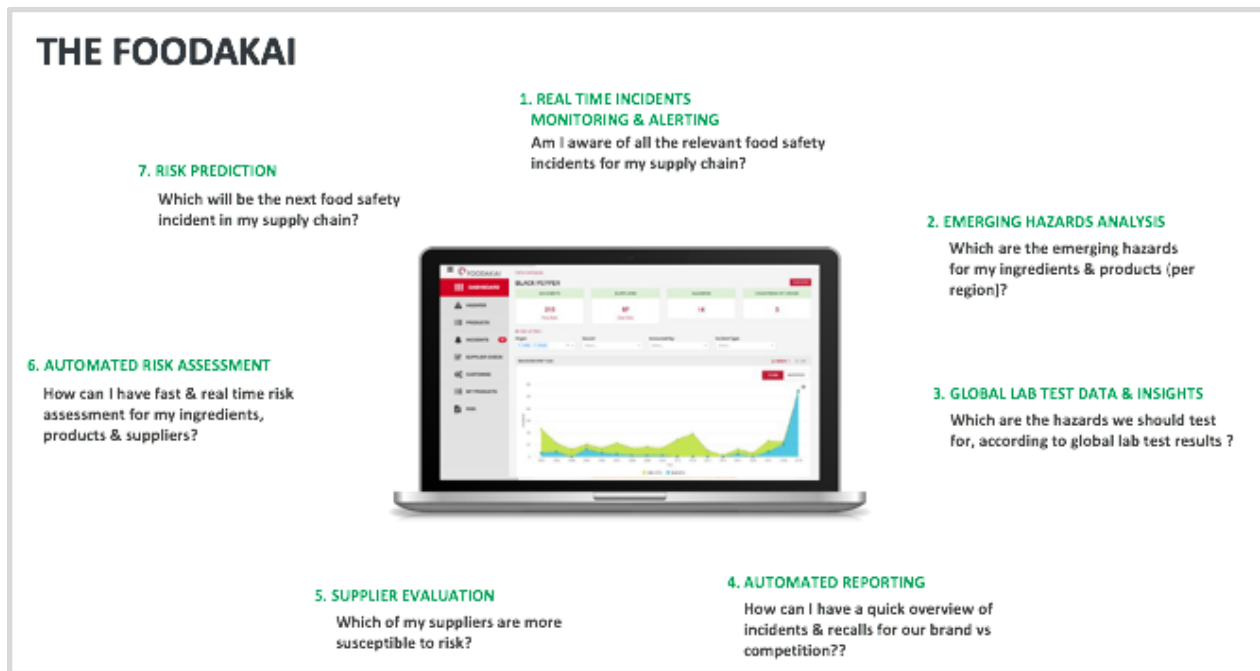 THE FOODAKAI
1. REAL TIME INCIDENTS
MONITORING & ALERTING
Am I aware of all the relevant food safety
incidents for my supply chain?
7. RISK PREDICTION
Which will be the next food safety
incident in my supply chain?
2. EMERGING HAZARDS ANALYSIS
Which are the emerging hazards
for my ingredients & products (per
region)?
FOODAKAI
DASHBOARD
BLACK PEPPER
PRODUCTS
INCIDENTS
6. AUTOMATED RISK ASSESSMENT
How can I have fast & real time risk
assessment for my ingredients,
products & suppliers?
3. GLOBAL LAB TEST DATA & INSIGHTS
Which are the hazards we should test
for, according to global lab test results ?
5. SUPPLIER EVALUATION
Which of my suppliers are more
susceptible to risk?
4. AUTOMATED REPORTING
How can I have a quick overview of
incidents & recalls for our brand vs
competition??